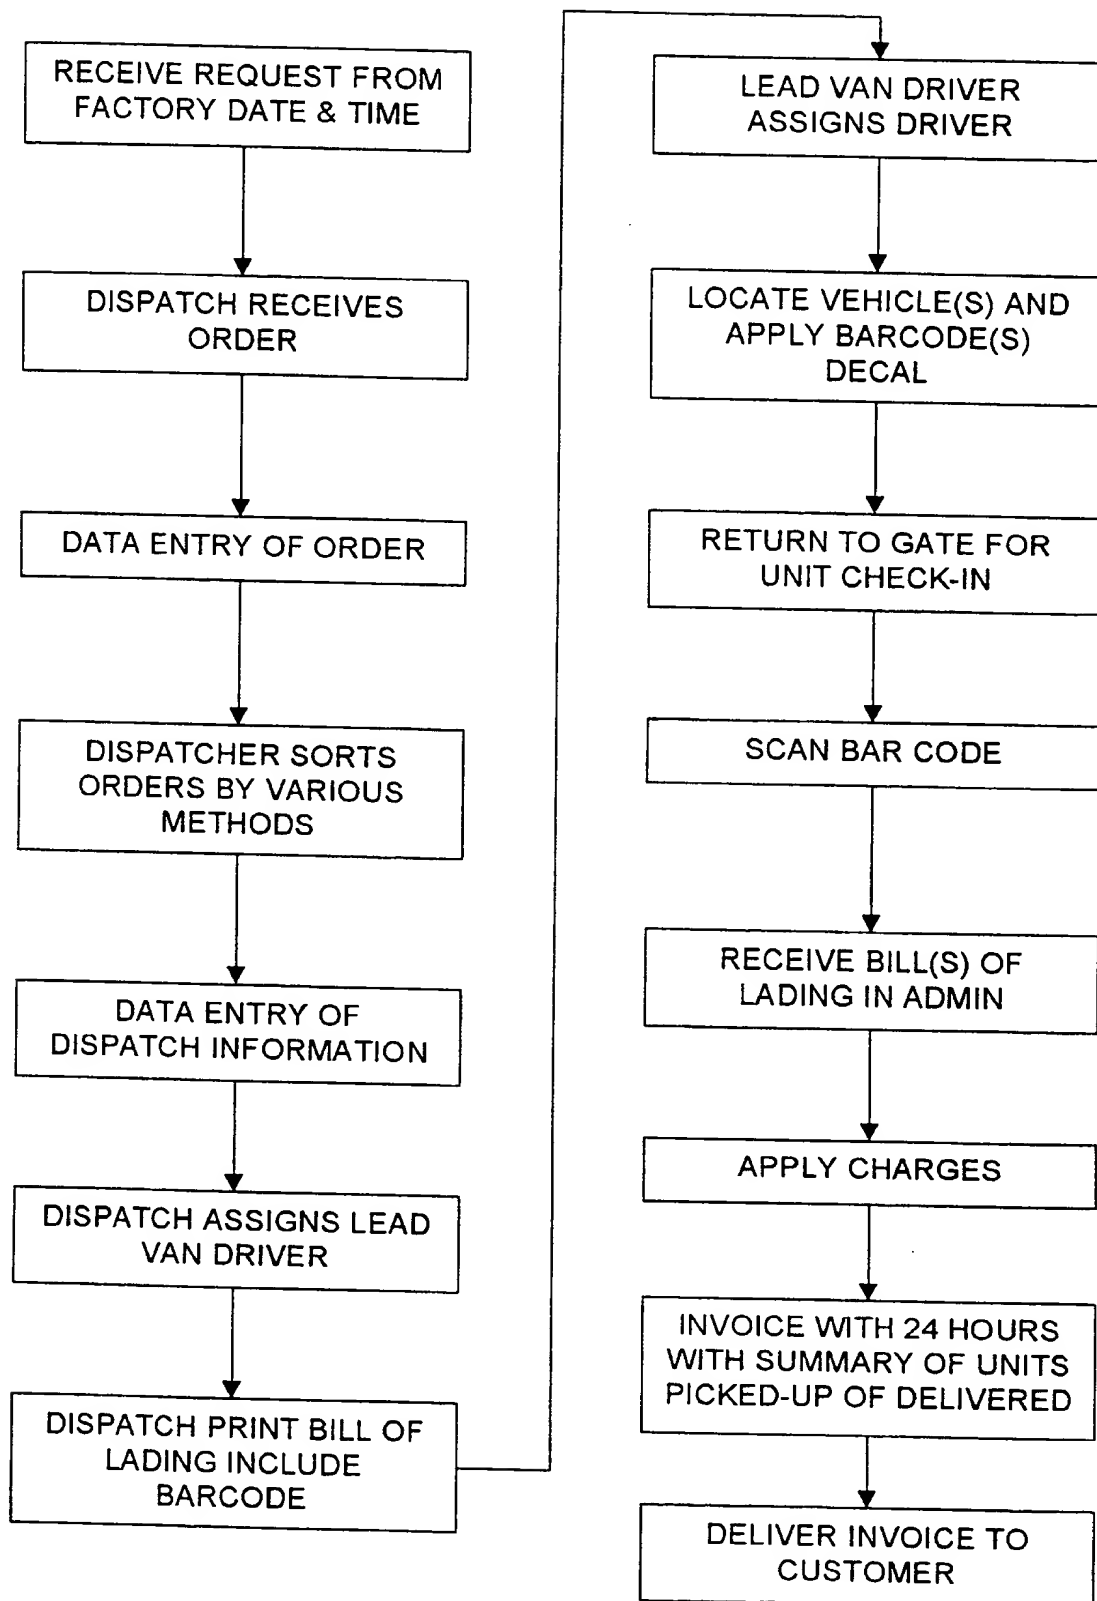 RECEIVE REQUEST FROM
FACTORY DATE & TIME
DISPATCH RECEIVES
ORDER
DATA ENTRY OF ORDER
DISPATCHER SORTS
ORDERS BY VARIOUS
METHODS
DATA ENTRY OF
DISPATCH INFORMATION
DISPATCH ASSIGNS LEAD
VAN DRIVER
DISPATCH PRINT BILL OF
LADING INCLUDE
BARCODE
LEAD VAN DRIVER
ASSIGNS DRIVER
LOCATE VEHICLE(S) AND
APPLY BARCODE(S)
DECAL
RETURN TO GATE FOR
UNIT CHECK-IN
SCAN BAR CODE
RECEIVE BILL(S) OF
LADING IN ADMIN
APPLY CHARGES
INVOICE WITH 24 HOURS
WITH SUMMARY OF UNITS
PICKED-UP OF DELIVERED
DELIVER INVOICE TO
CUSTOMER